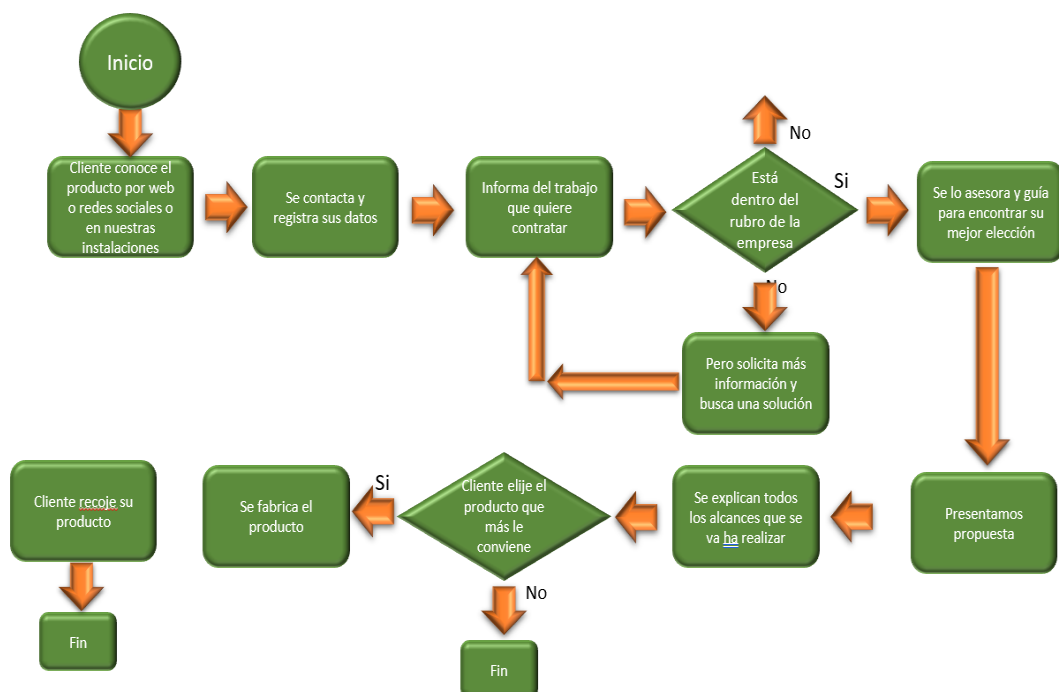 Inicio
Cliente conoce el
producto por web
o redes sociales o
en nuestras
instalaciones
Se contacta y
registra sus datos
Informa del trabajo
que quiere
contratar
No
Está
dentro del
rubro de la
empresa
Si
Se lo asesora y guía
para encontrar su
mejor elección
No
Pero solicita más
información y
busca una solución
Cliente recoje su
producto
Se fabrica el
producto
Si
Cliente elije el
producto que
más le
conviene
Se explican todos
los alcances que se
va ha realizar
Presentamos
propuesta
No
Fin
Fin